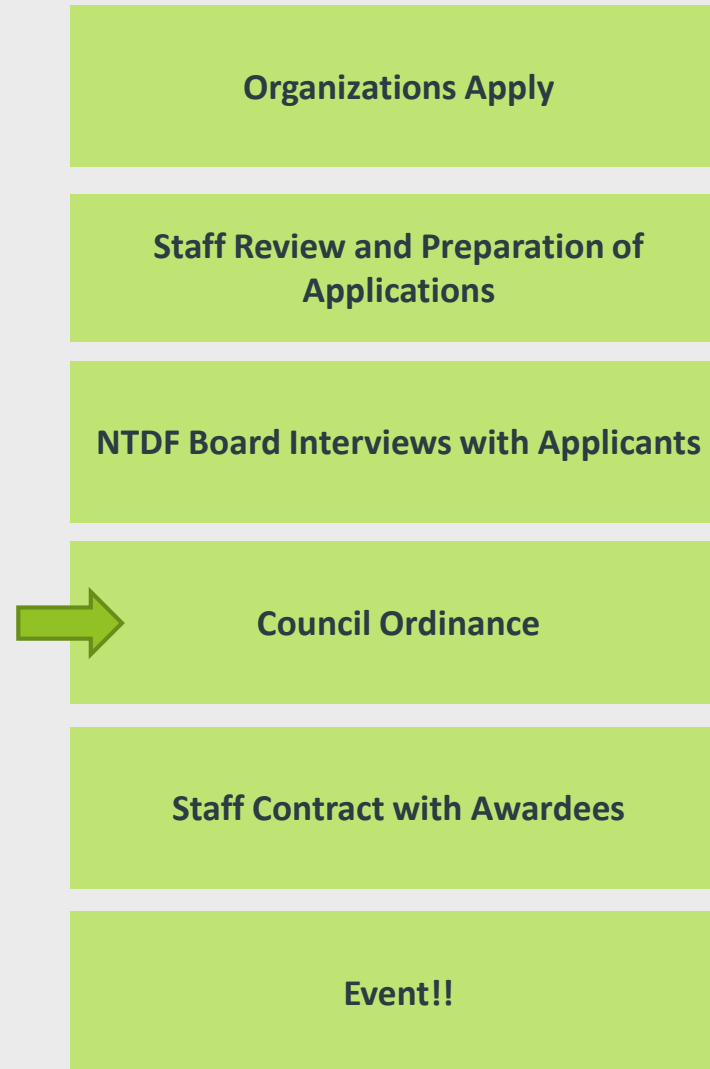 Organizations Apply
Staff Review and Preparation of
Applications
NTDF Board Interviews with Applicants
Council Ordinance
Staff Contract with Awardees
Event!!